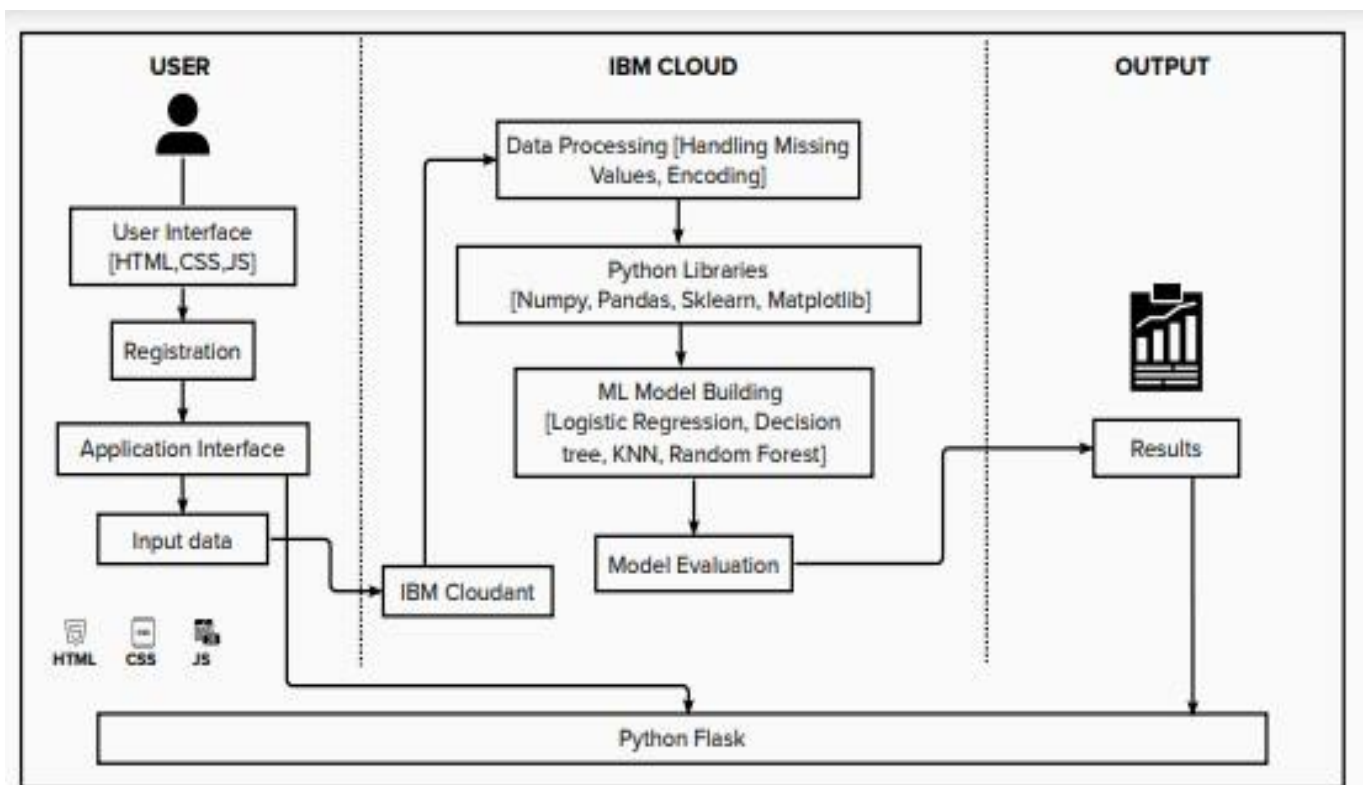 USER
User Interface
[HTML,CSS,JS]
Registration
Application Interface
Input data
HTML
CSS
JS
IBM CLOUD
Data Processing [Handling Missing
Values, Encoding]
Python Libraries
[Numpy, Pandas, Sklearn, Matplotlib]
ML Model Building
[Logistic Regression, Decision
tree, KNN, Random Forest]
Model Evaluation
IBM Cloudant
OUTPUT
Results
Python Flask